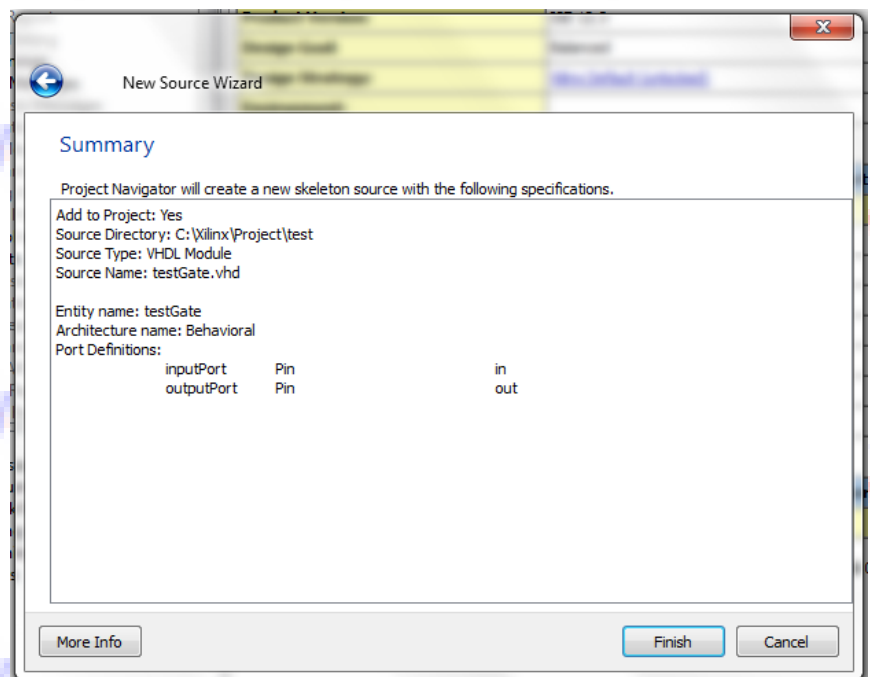 New Source Wizard
Summary
Project Navigator will create a new skeleton source with the following specifications.
Add to Project: Yes
Source Directory: C:\Xilinx\Project\test
Source Type: VHDL Module
Source Name: testGate.vhd
Entity name: testGate
Architecture name: Behavioral
Port Definitions:
inputPort Pin in
outputPort Pin out
More Info Finish Cancel